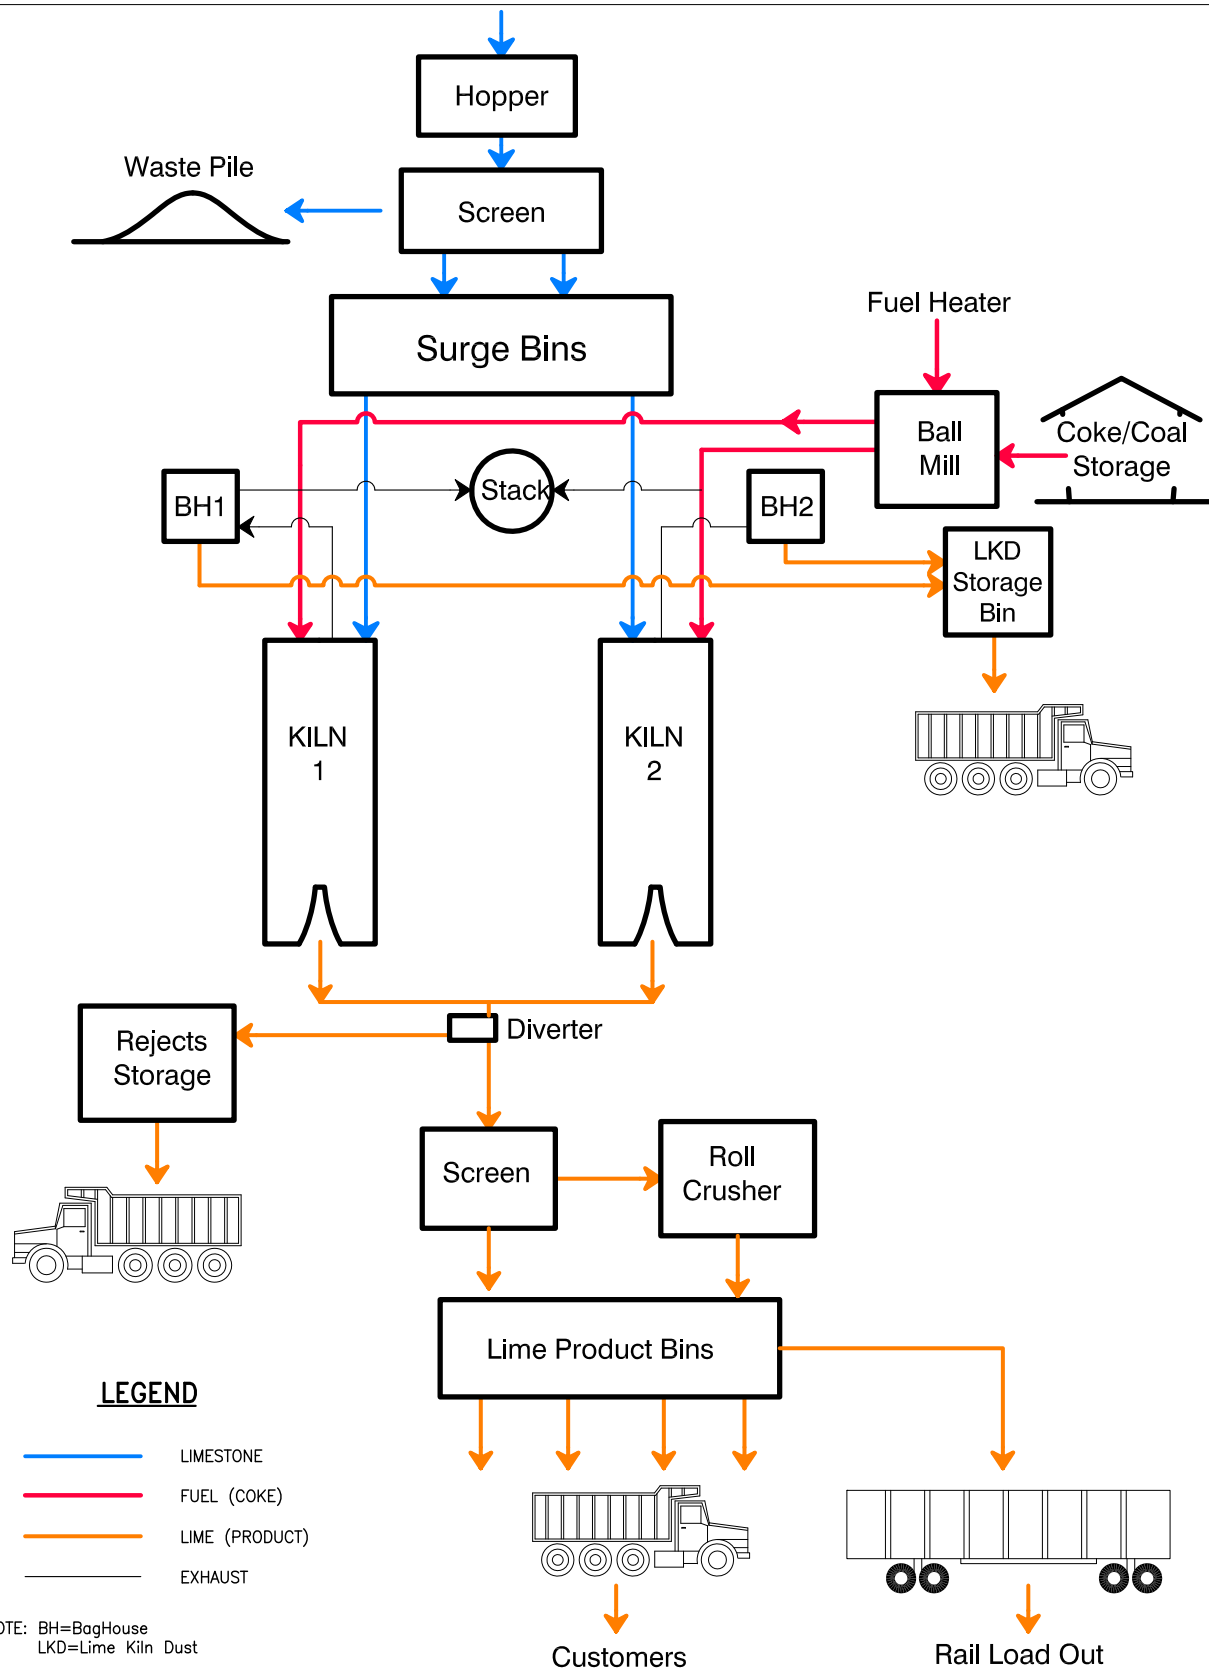 Hopper
Waste Pile
Screen
Fuel Heater
Surge Bins
Ball
Mill
Coke/Coal
Storage
BH1
Stack
BH2
LKD
Storage
Bin
KILN
1
KILN
2
Diverter
Rejects
Storage
Screen
Roll
Crusher
Lime Product Bins
LEGEND
LIMESTONE
FUEL (COKE)
LIME (PRODUCT)
EXHAUST
OTE: BH=BagHouse
LKD=Lime Kiln Dust
Customers
Rail Load Out